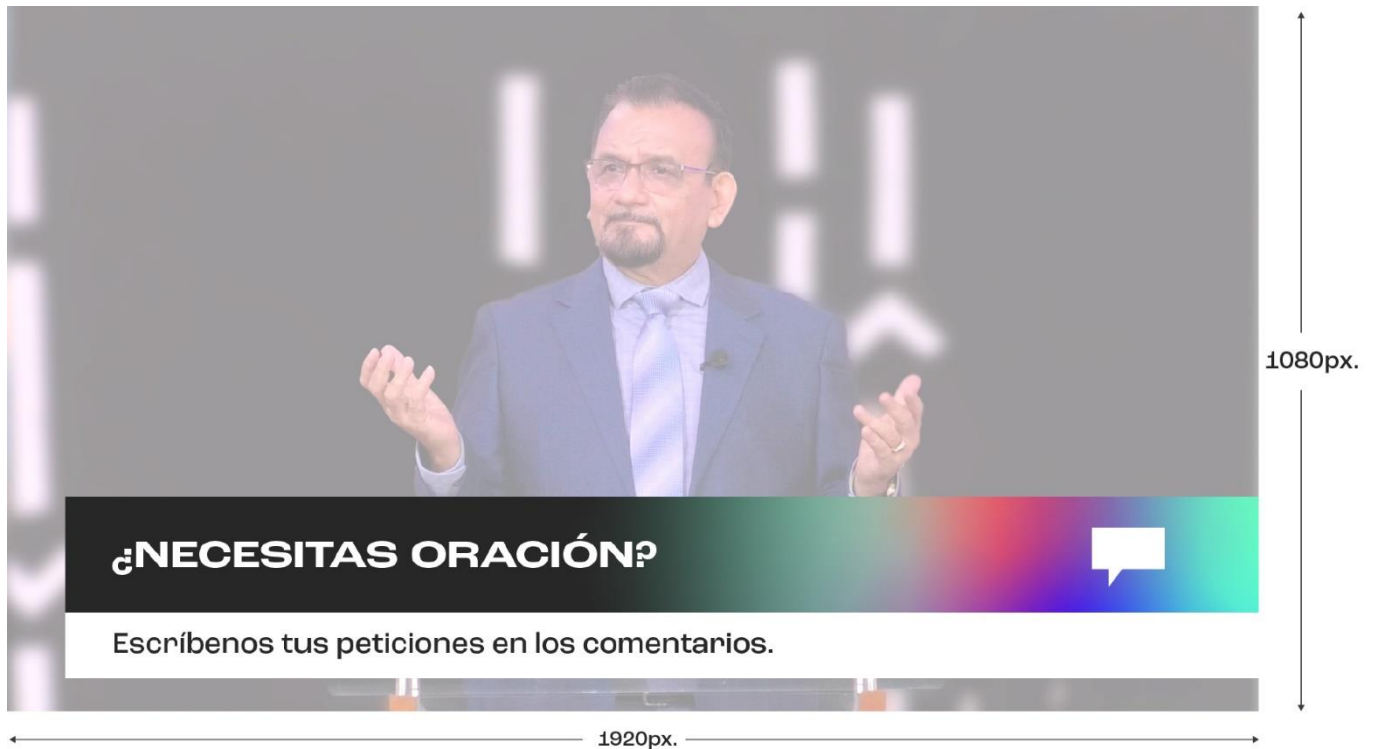 ¿NECESITAS ORACIÓN?
1080px.
Escríbenos tus peticiones en los comentarios.
1920px.